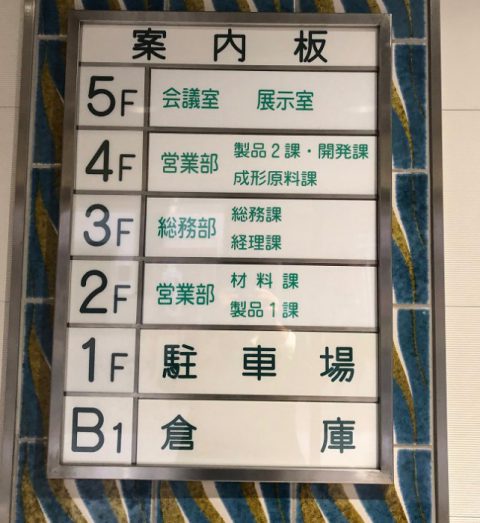 案内板
5F 会議室 展示室
4F 営業部 製品2課・開発課
成形原料課
3F 総務部 総務課
経理課
2F 営業部 材料課
製品1課
1F 駐車場
B1 倉庫